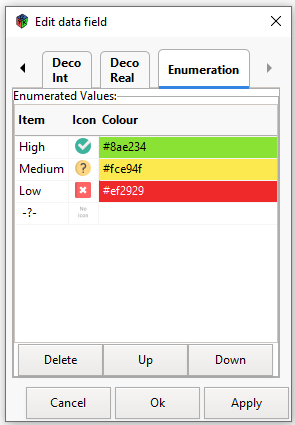 Edit data field
Deco Int
Deco Real
Enumeration
Enumerated Values:
Item Icon Colour
High #8ae234
Medium ? #fce94f
Low #ef2929
-?- No Icon
Delete Up Down
Cancel Ok Apply